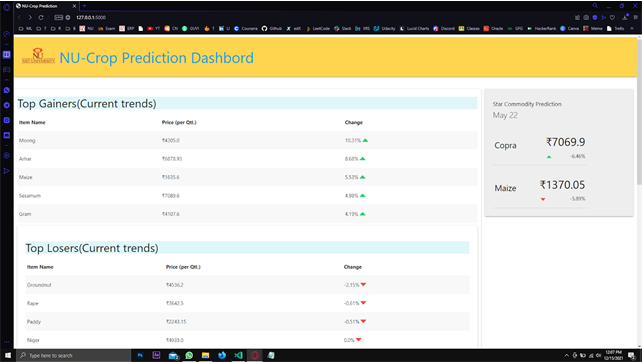 NU-Crop Prediction
127.0.0.1:5000
NU-Crop Prediction Dashbord
Top Gainers(Current trends)
Item Name Price (per Qtl.) Change
Moong ₹4305.0 10.31%
Arhar ₹6878.93 8.68%
Maize ₹1635.6 5.53%
Sesamum ₹7089.6 4.98%
Gram ₹4107.6 4.19%
Top Losers(Current trends)
Item Name Price (per Qtl.) Change
Groundnut ₹4536.2 -2.15%
Rape ₹3642.5 -0.61%
Paddy ₹2243.15 -0.51%
Niger ₹4933.0 0.0%
Star Commodity Prediction
May 22
Copra ₹7069.9
-6.46%
Maize ₹1370.05
-5.89%
Type here to search
12:07 PM
12/15/2021